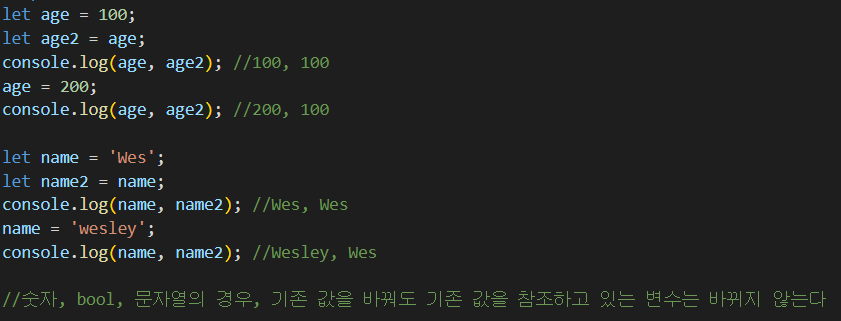 let age = 100;
let age2 = age;
console.log(age, age2); //100, 100
age = 200;
console.log(age, age2); //200, 100
let name = 'Wes';
let name2 = name;
console.log(name, name2); //Wes, Wes
name = 'wesley';
console.log(name, name2); //Wesley, Wes
//숫자, bool, 문자열의 경우, 기존 값을 바꿔도 기존 값을 참조하고 있는 변수는 바뀌지 않는다